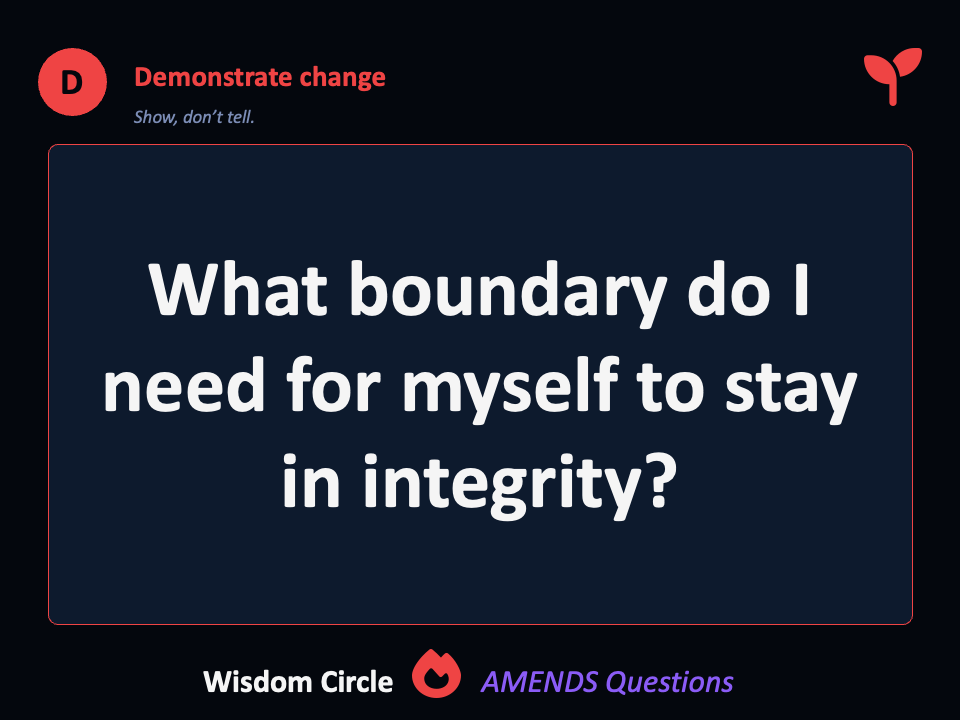 D
Demonstrate change
Show, don’t tell.
What boundary do I
need for myself to stay
in integrity?
Wisdom Circle
AMENDS Questions